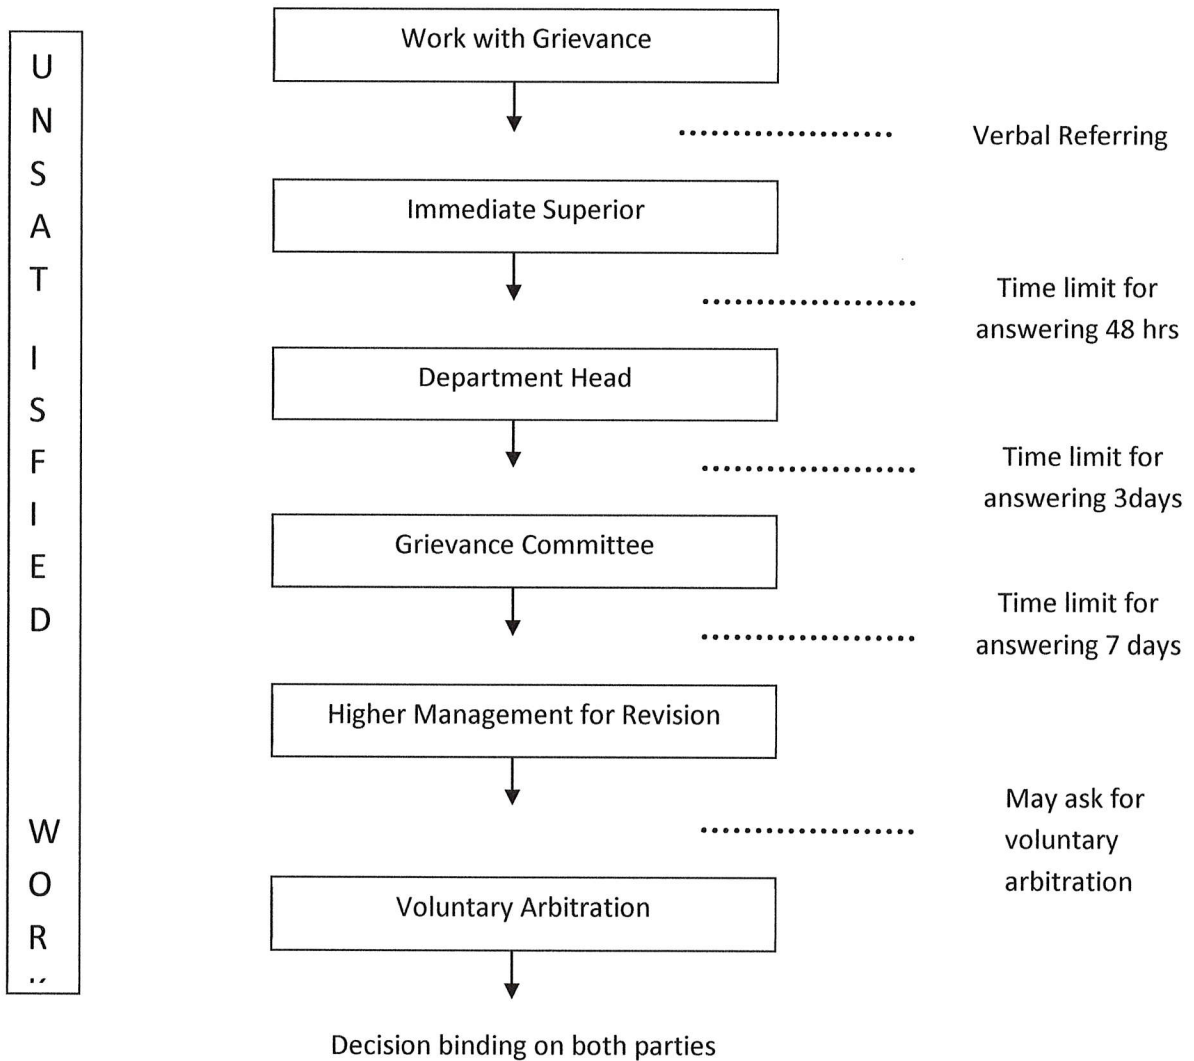 U
N
S
A
T
I
S
F
I
E
D
W
O
R
Work with Grievance
Verbal Referring
Immediate Superior
Time limit for
answering 48 hrs
Department Head
Time limit for
answering 3days
Grievance Committee
Time limit for
answering 7 days
Higher Management for Revision
May ask for
voluntary
arbitration
Voluntary Arbitration
Decision binding on both parties